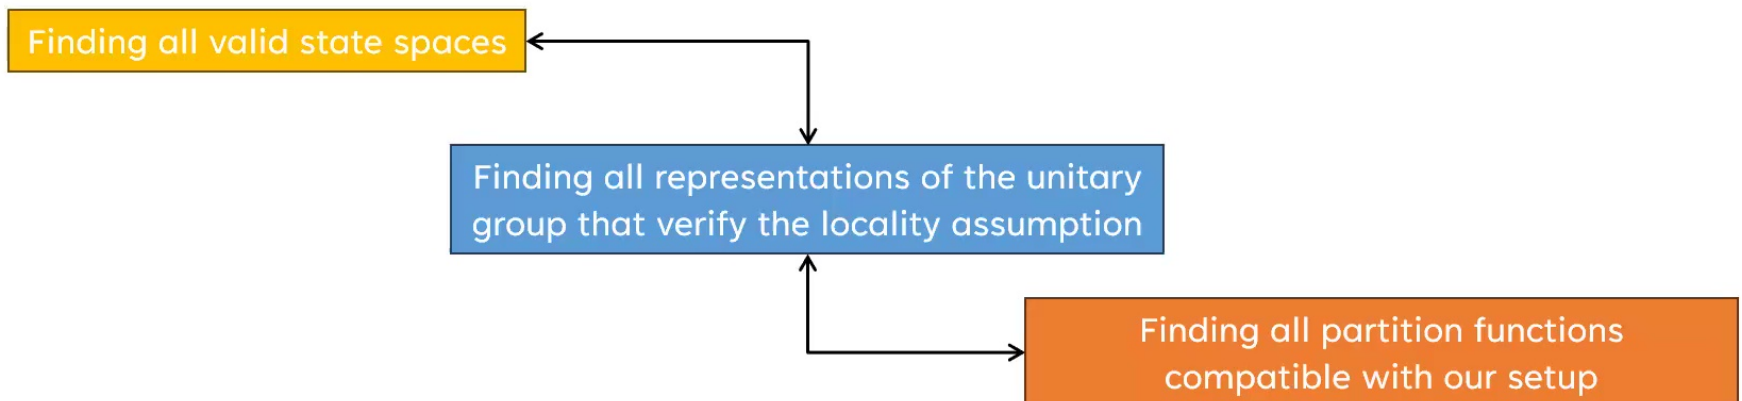 Finding all valid state spaces
Finding all representations of the unitary
group that verify the locality assumption
Finding all partition functions
compatible with our setup